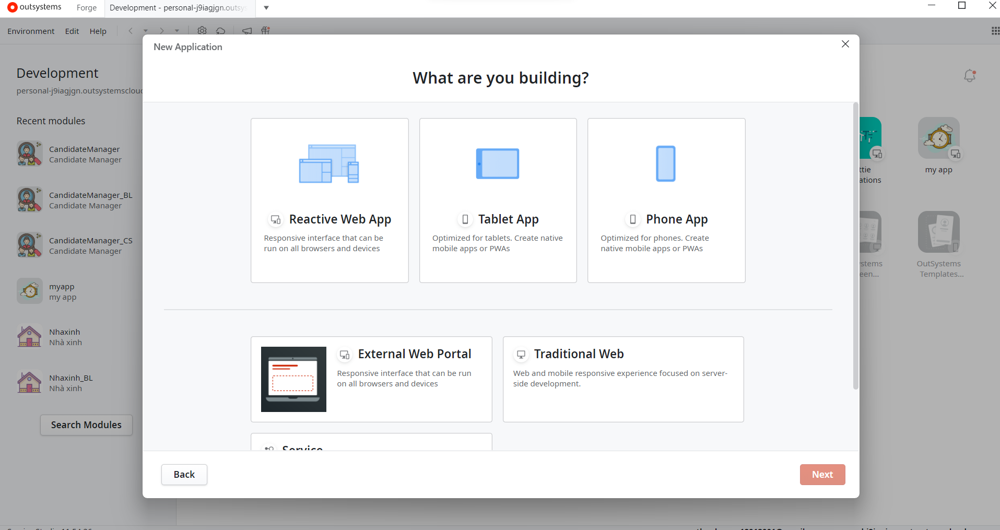 outsystems
Forge
Development - personal-j9iagjgn.outsys
Environment
Edit
Help
Development
personal-j9iagjgn.outsystemscloud
Recent modules
CandidateManager
Candidate Manager
CandidateManager_BL
Candidate Manager
CandidateManager_CS
Candidate Manager
myapp
my app
Nhaxinh
Nhà xinh
Nhaxinh_BL
Nhà xinh
Search Modules
New Application
What are you building?
Reactive Web App
Responsive interface that can be
run on all browsers and devices
Tablet App
Optimized for tablets. Create native
mobile apps or PWAs
Phone App
Optimized for phones. Create
native mobile apps or PWAs
External Web Portal
Responsive interface that can be run
on all browsers and devices
Traditional Web
Web and mobile responsive experience focused on server-
side development.
Service
Back
Next
ttie
ations
my app
stems
een...
OutSystems
Templates...